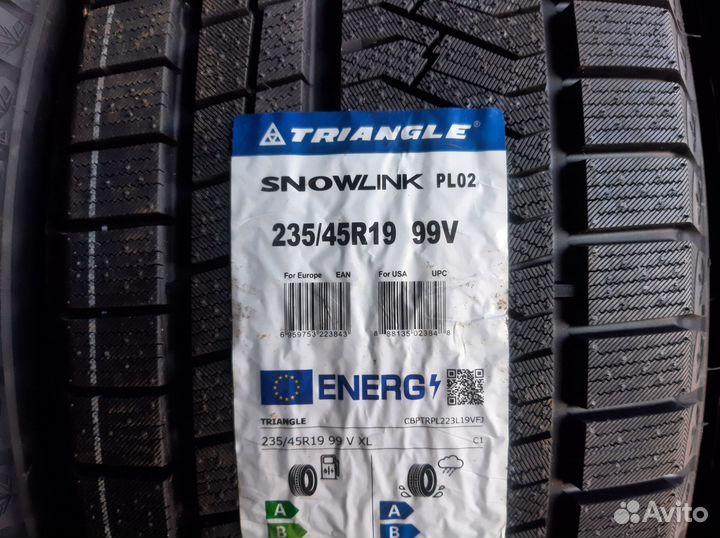 TRIANGLE®
SNOWLINK PL02
235/45R19 99V
For Europe EAN For USA UPC
6 959753 223843 8 88135 02384 8
ENERG
TRIANGLE CBPTRPL223L19VFJ
235/45R19 99 V XL C1
A A
B B
Avito